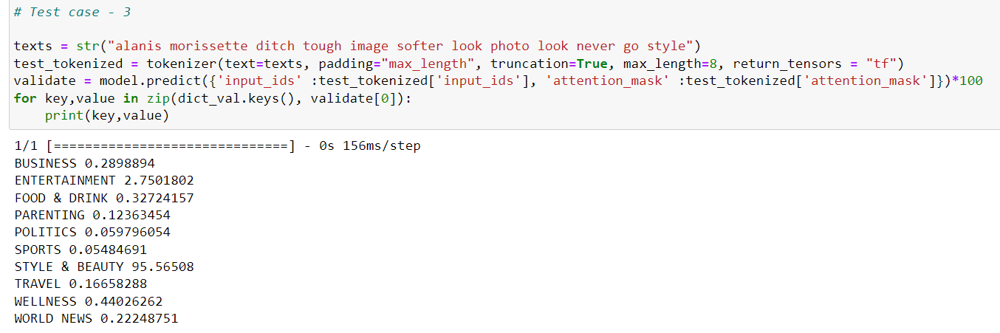 # Test case - 3
texts = str("alanis morissette ditch tough image softer look photo look never go style")
test_tokenized = tokenizer(text=texts, padding="max_length", truncation=True, max_length=8, return_tensors = "tf")
validate = model.predict({'input_ids' :test_tokenized['input_ids'], 'attention_mask' :test_tokenized['attention_mask']})*100
for key,value in zip(dict_val.keys(), validate[0]):
    print(key,value)
1/1 [==============================] - 0s 156ms/step
BUSINESS 0.2898894
ENTERTAINMENT 2.7501802
FOOD & DRINK 0.32724157
PARENTING 0.12363454
POLITICS 0.059796054
SPORTS 0.05484691
STYLE & BEAUTY 95.56508
TRAVEL 0.16658288
WELLNESS 0.44026262
WORLD NEWS 0.22248751